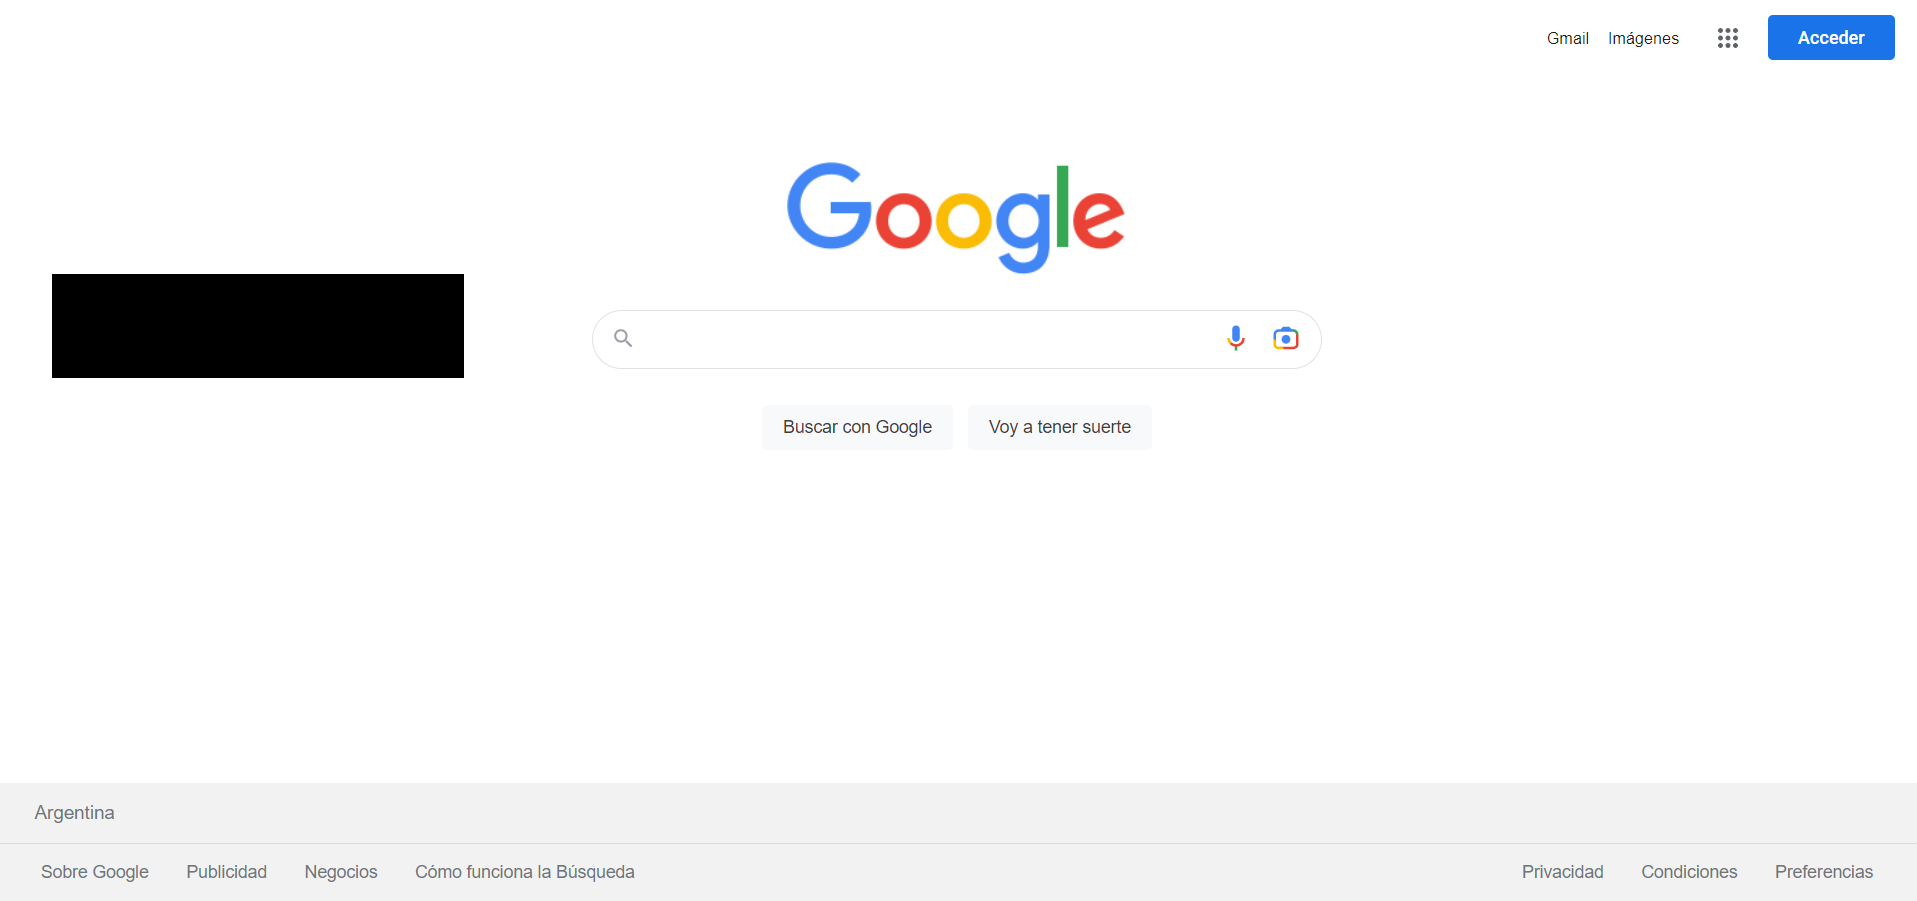 Gmail Imágenes Acceder
Google
Buscar con Google Voy a tener suerte
Argentina
Sobre Google Publicidad Negocios Cómo funciona la Búsqueda Privacidad Condiciones Preferencias